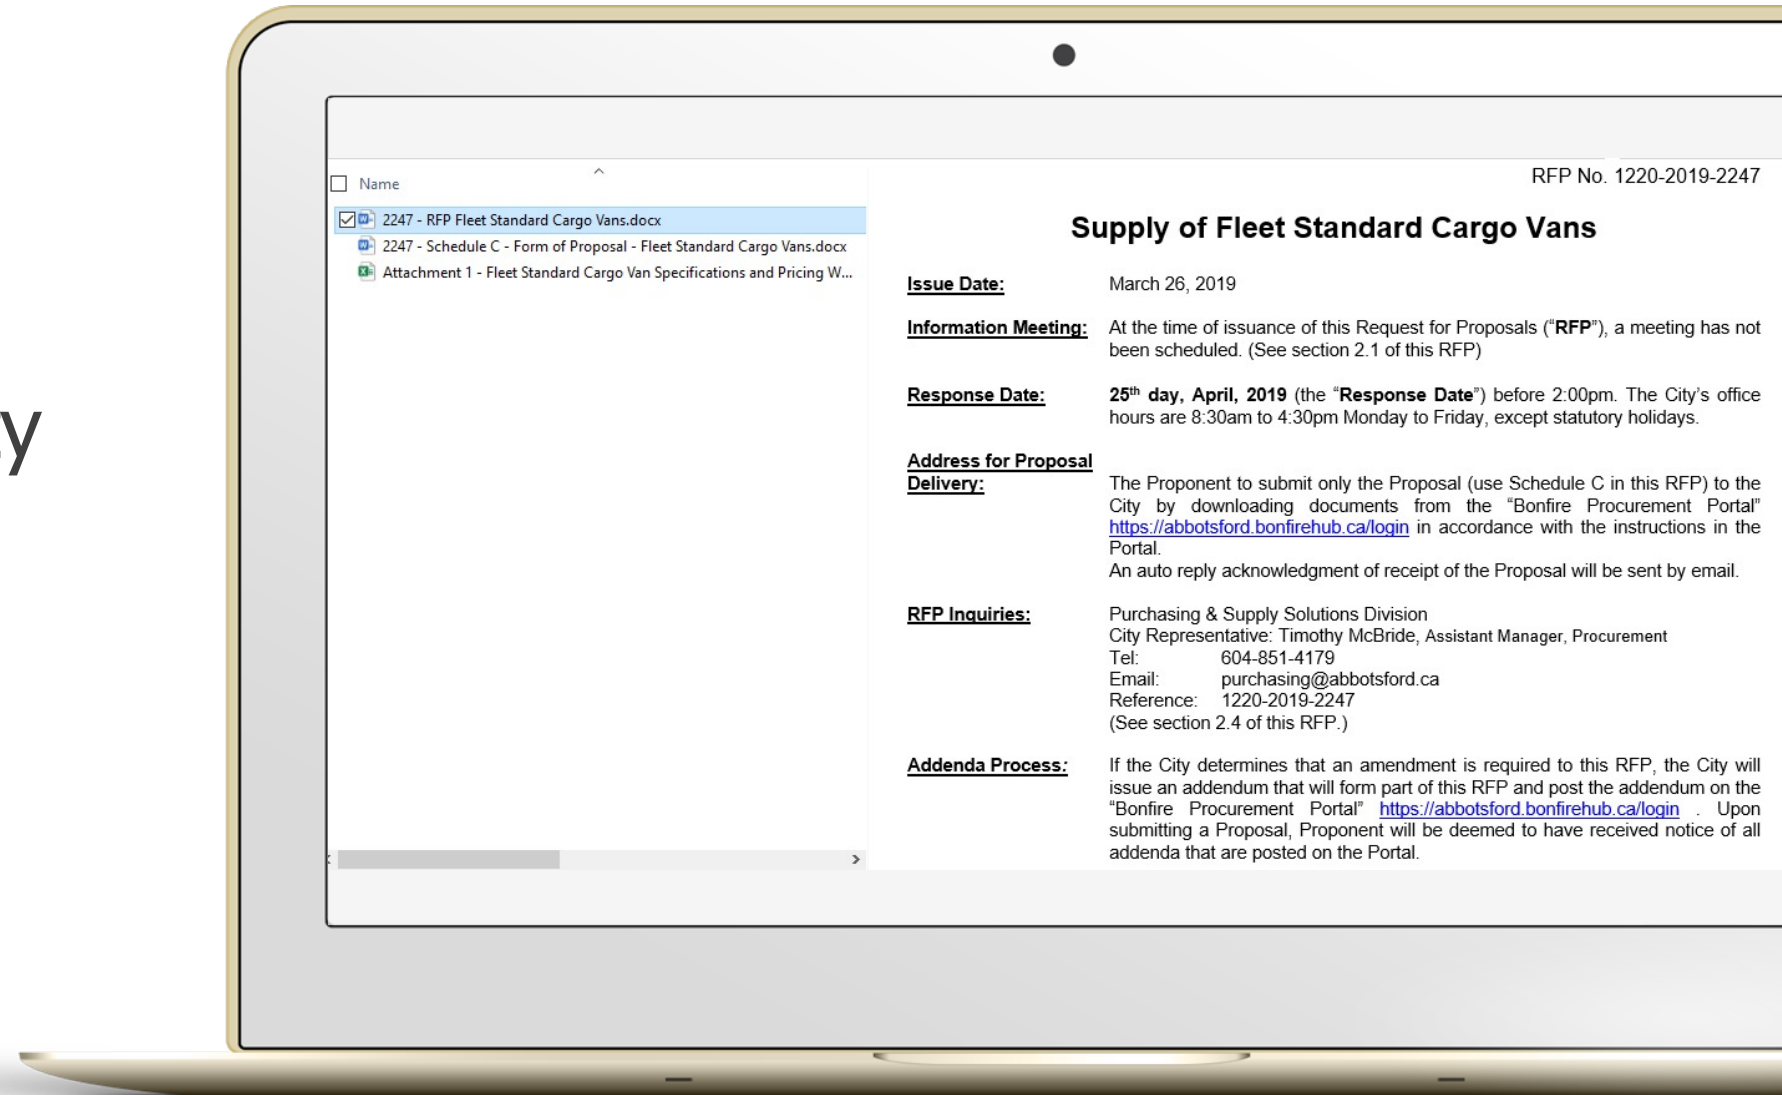 y
Name
2247 - RFP Fleet Standard Cargo Vans.docx
2247 - Schedule C - Form of Proposal - Fleet Standard Cargo Vans.docx
Attachment 1 - Fleet Standard Cargo Van Specifications and Pricing W...
RFP No. 1220-2019-2247
Supply of Fleet Standard Cargo Vans
Issue Date: March 26, 2019
Information Meeting: At the time of issuance of this Request for Proposals (“RFP”), a meeting has not
been scheduled. (See section 2.1 of this RFP)
Response Date: 25th day, April, 2019 (the “Response Date”) before 2:00pm. The City’s office
hours are 8:30am to 4:30pm Monday to Friday, except statutory holidays.
Address for Proposal
Delivery: The Proponent to submit only the Proposal (use Schedule C in this RFP) to the
City by downloading documents from the “Bonfire Procurement Portal”
https://abbotsford.bonfirehub.ca/login in accordance with the instructions in the
Portal.
An auto reply acknowledgment of receipt of the Proposal will be sent by email.
RFP Inquiries: Purchasing & Supply Solutions Division
City Representative: Timothy McBride, Assistant Manager, Procurement
Tel: 604-851-4179
Email: purchasing@abbotsford.ca
Reference: 1220-2019-2247
(See section 2.4 of this RFP.)
Addenda Process: If the City determines that an amendment is required to this RFP, the City will
issue an addendum that will form part of this RFP and post the addendum on the
“Bonfire Procurement Portal” https://abbotsford.bonfirehub.ca/login . Upon
submitting a Proposal, Proponent will be deemed to have received notice of all
addenda that are posted on the Portal.